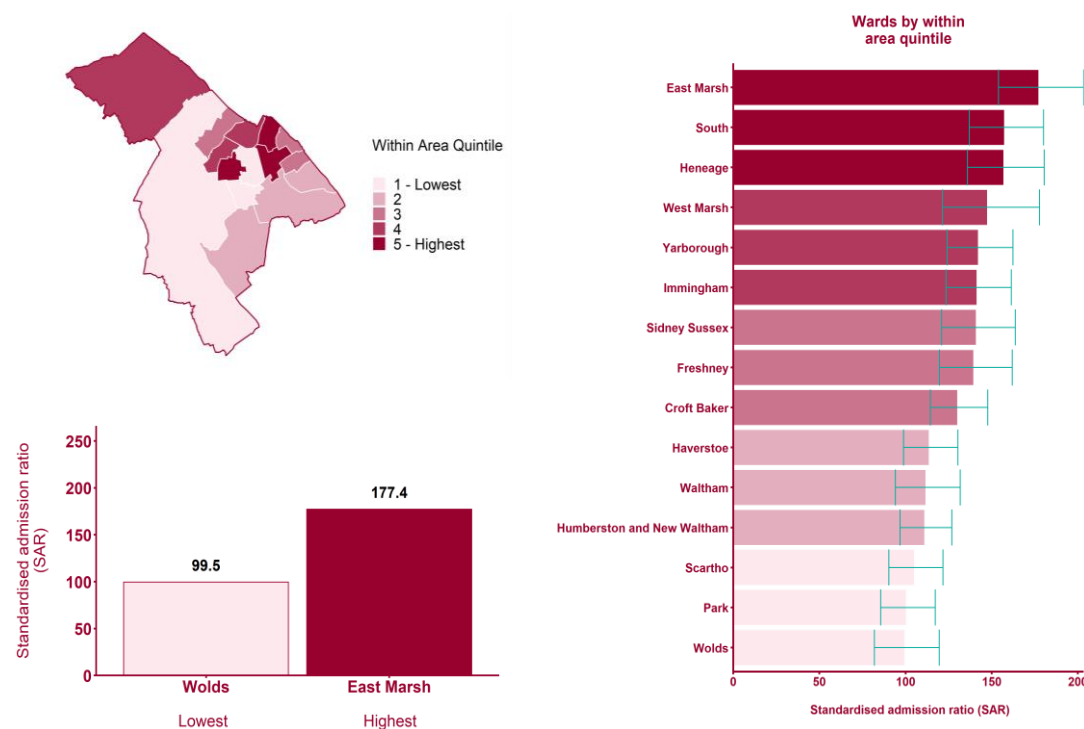 Within Area Quintile
1 - Lowest
2
3
4
5 - Highest
Standardised admission ratio
(SAR)
250
200
150
100
50
0
99.5
177.4
Wolds
East Marsh
Lowest
Highest
Wards by within
area quintile
East Marsh
South
Heneage
West Marsh
Yarborough
Immingham
Sidney Sussex
Freshney
Croft Baker
Haverstoe
Waltham
Humberston and New Waltham
Scartho
Park
Wolds
0
50
100
150
200
Standardised admission ratio (SAR)